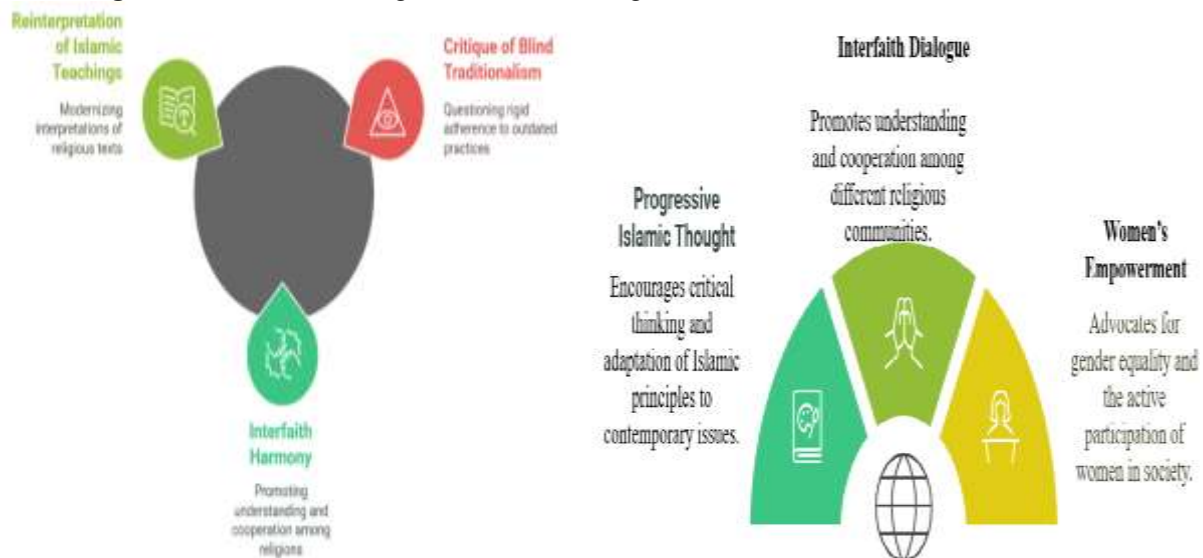 Reinterpretation
of Islamic
Teachings
Modernizing
interpretations of
religious texts
Critique of Blind
Traditionalism
Questioning rigid
adherence to outdated
practices
Interfaith
Harmony
Promoting
understanding and
cooperation among
religions
Interfaith Dialogue
Promotes understanding
and cooperation among
different religious
communities.
Progressive
Islamic Thought
Encourages critical
thinking and
adaptation of Islamic
principles to
contemporary issues.
Women's
Empowerment
Advocates for
gender equality and
the active
participation of
women in society.